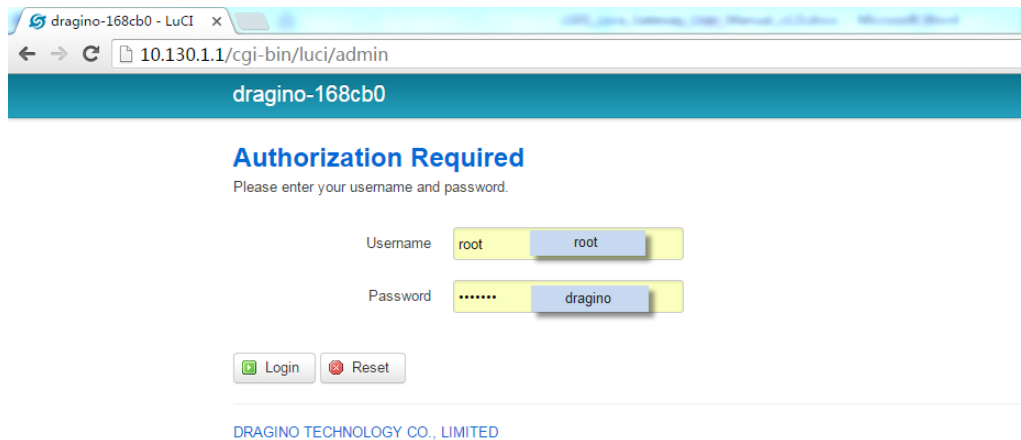 dragino-168cb0 - LuCI
10.130.1.1/cgi-bin/luci/admin
dragino-168cb0
Authorization Required
Please enter your username and password.
Username root root
Password ••••••• dragino
Login Reset
DRAGINO TECHNOLOGY CO., LIMITED